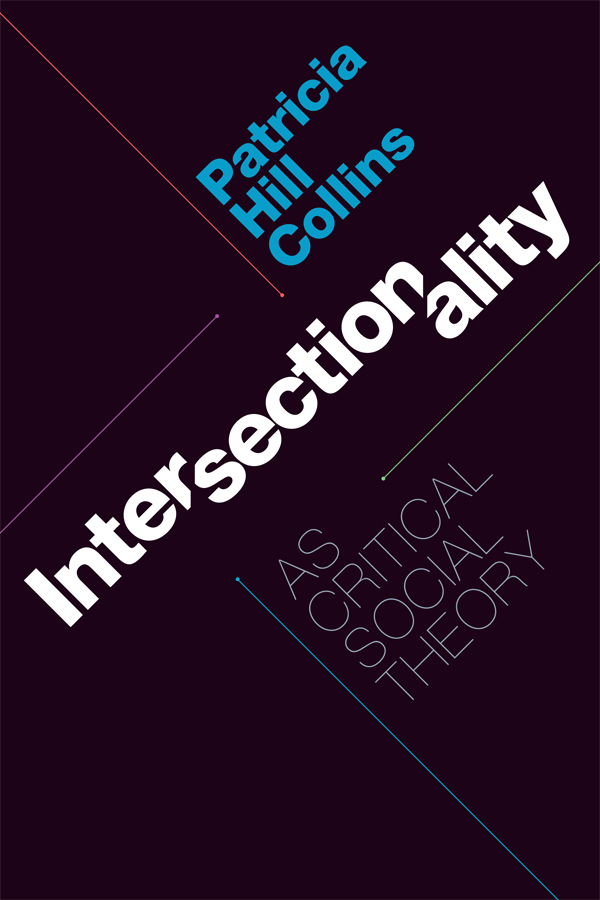 Patricia
Hill
Collins
Intersectionality
AS
CRITICAL
SOCIAL
THEORY